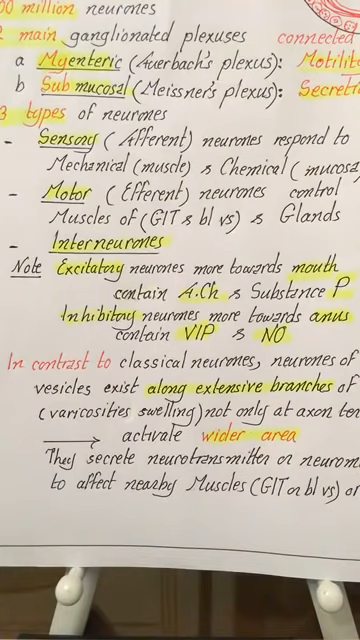 00 million neurones
2 main ganglionated plexuses connected
a Myenteric (Auerbach's plexus): Motilit
b Sub mucosal (Meissner's plexus): Secret
3 types of neurones
- Sensory (Afferent) neurones respond to
Mechanical (muscle) & Chemical (mucosa
- Motor (Efferent) neurones control
Muscles of (GIT & bl vs) & Glands
- Interneurones
Note Excitatory neurones more towards mouth
contain A.Ch & Substance P
Inhibitory neurones more towards anus
contain VIP & NO
In contrast to classical neurones, neurones of
vesicles exist along extensive branches of
(varicosities swelling) not only at axon ter
→ activate wider area
They secrete neurotransmitter or neurom
to affect nearby Muscles (GIT or bl vs) or